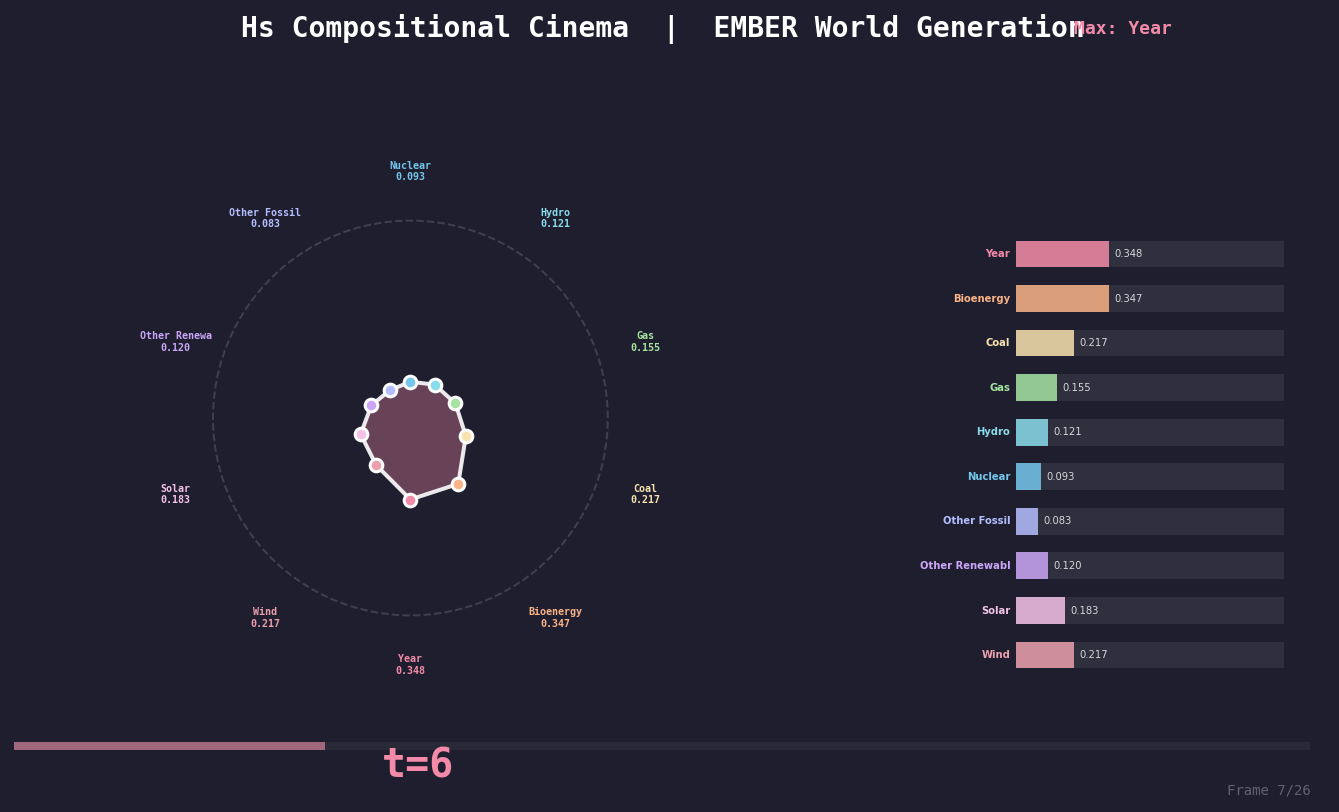 Hs Compositional Cinema | EMBER World Generation
Max: Year
Nuclear
0.093
Other Fossil
0.083
Hydro
0.121
Other Renewa
0.120
Gas
0.155
Solar
0.183
Coal
0.217
Wind
0.217
Bioenergy
0.347
Year
0.348
Year 0.348
Bioenergy 0.347
Coal 0.217
Gas 0.155
Hydro 0.121
Nuclear 0.093
Other Fossil 0.083
Other Renewabl 0.120
Solar 0.183
Wind 0.217
t=6
Frame 7/26